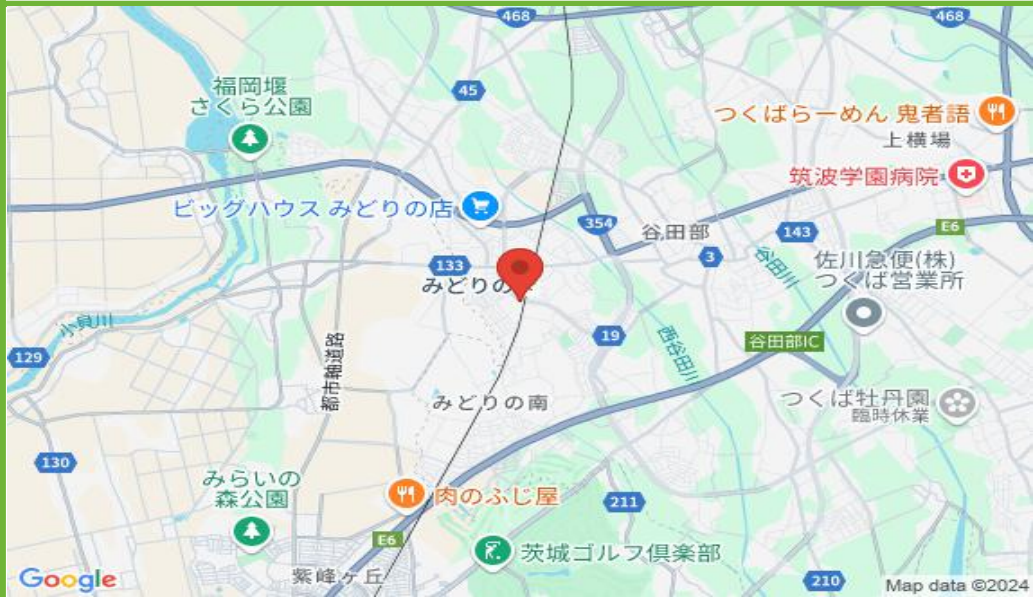 468
468
45
福岡堰
さくら公園
つくばらーめん 鬼者語
上横場
筑波学園病院
ビッグハウス みどりの店
354
谷田部
143
E6
133
3
谷田川
佐川急便(株)
つくば営業所
みどりの
小貝川
129
都市軸道路
19
西谷田川
谷田部IC
みどりの南
つくば牡丹園
臨時休業
130
みらいの
森公園
肉のふじ屋
211
E6
茨城ゴルフ倶楽部
紫峰ヶ丘
210
Google
Map data ©2024